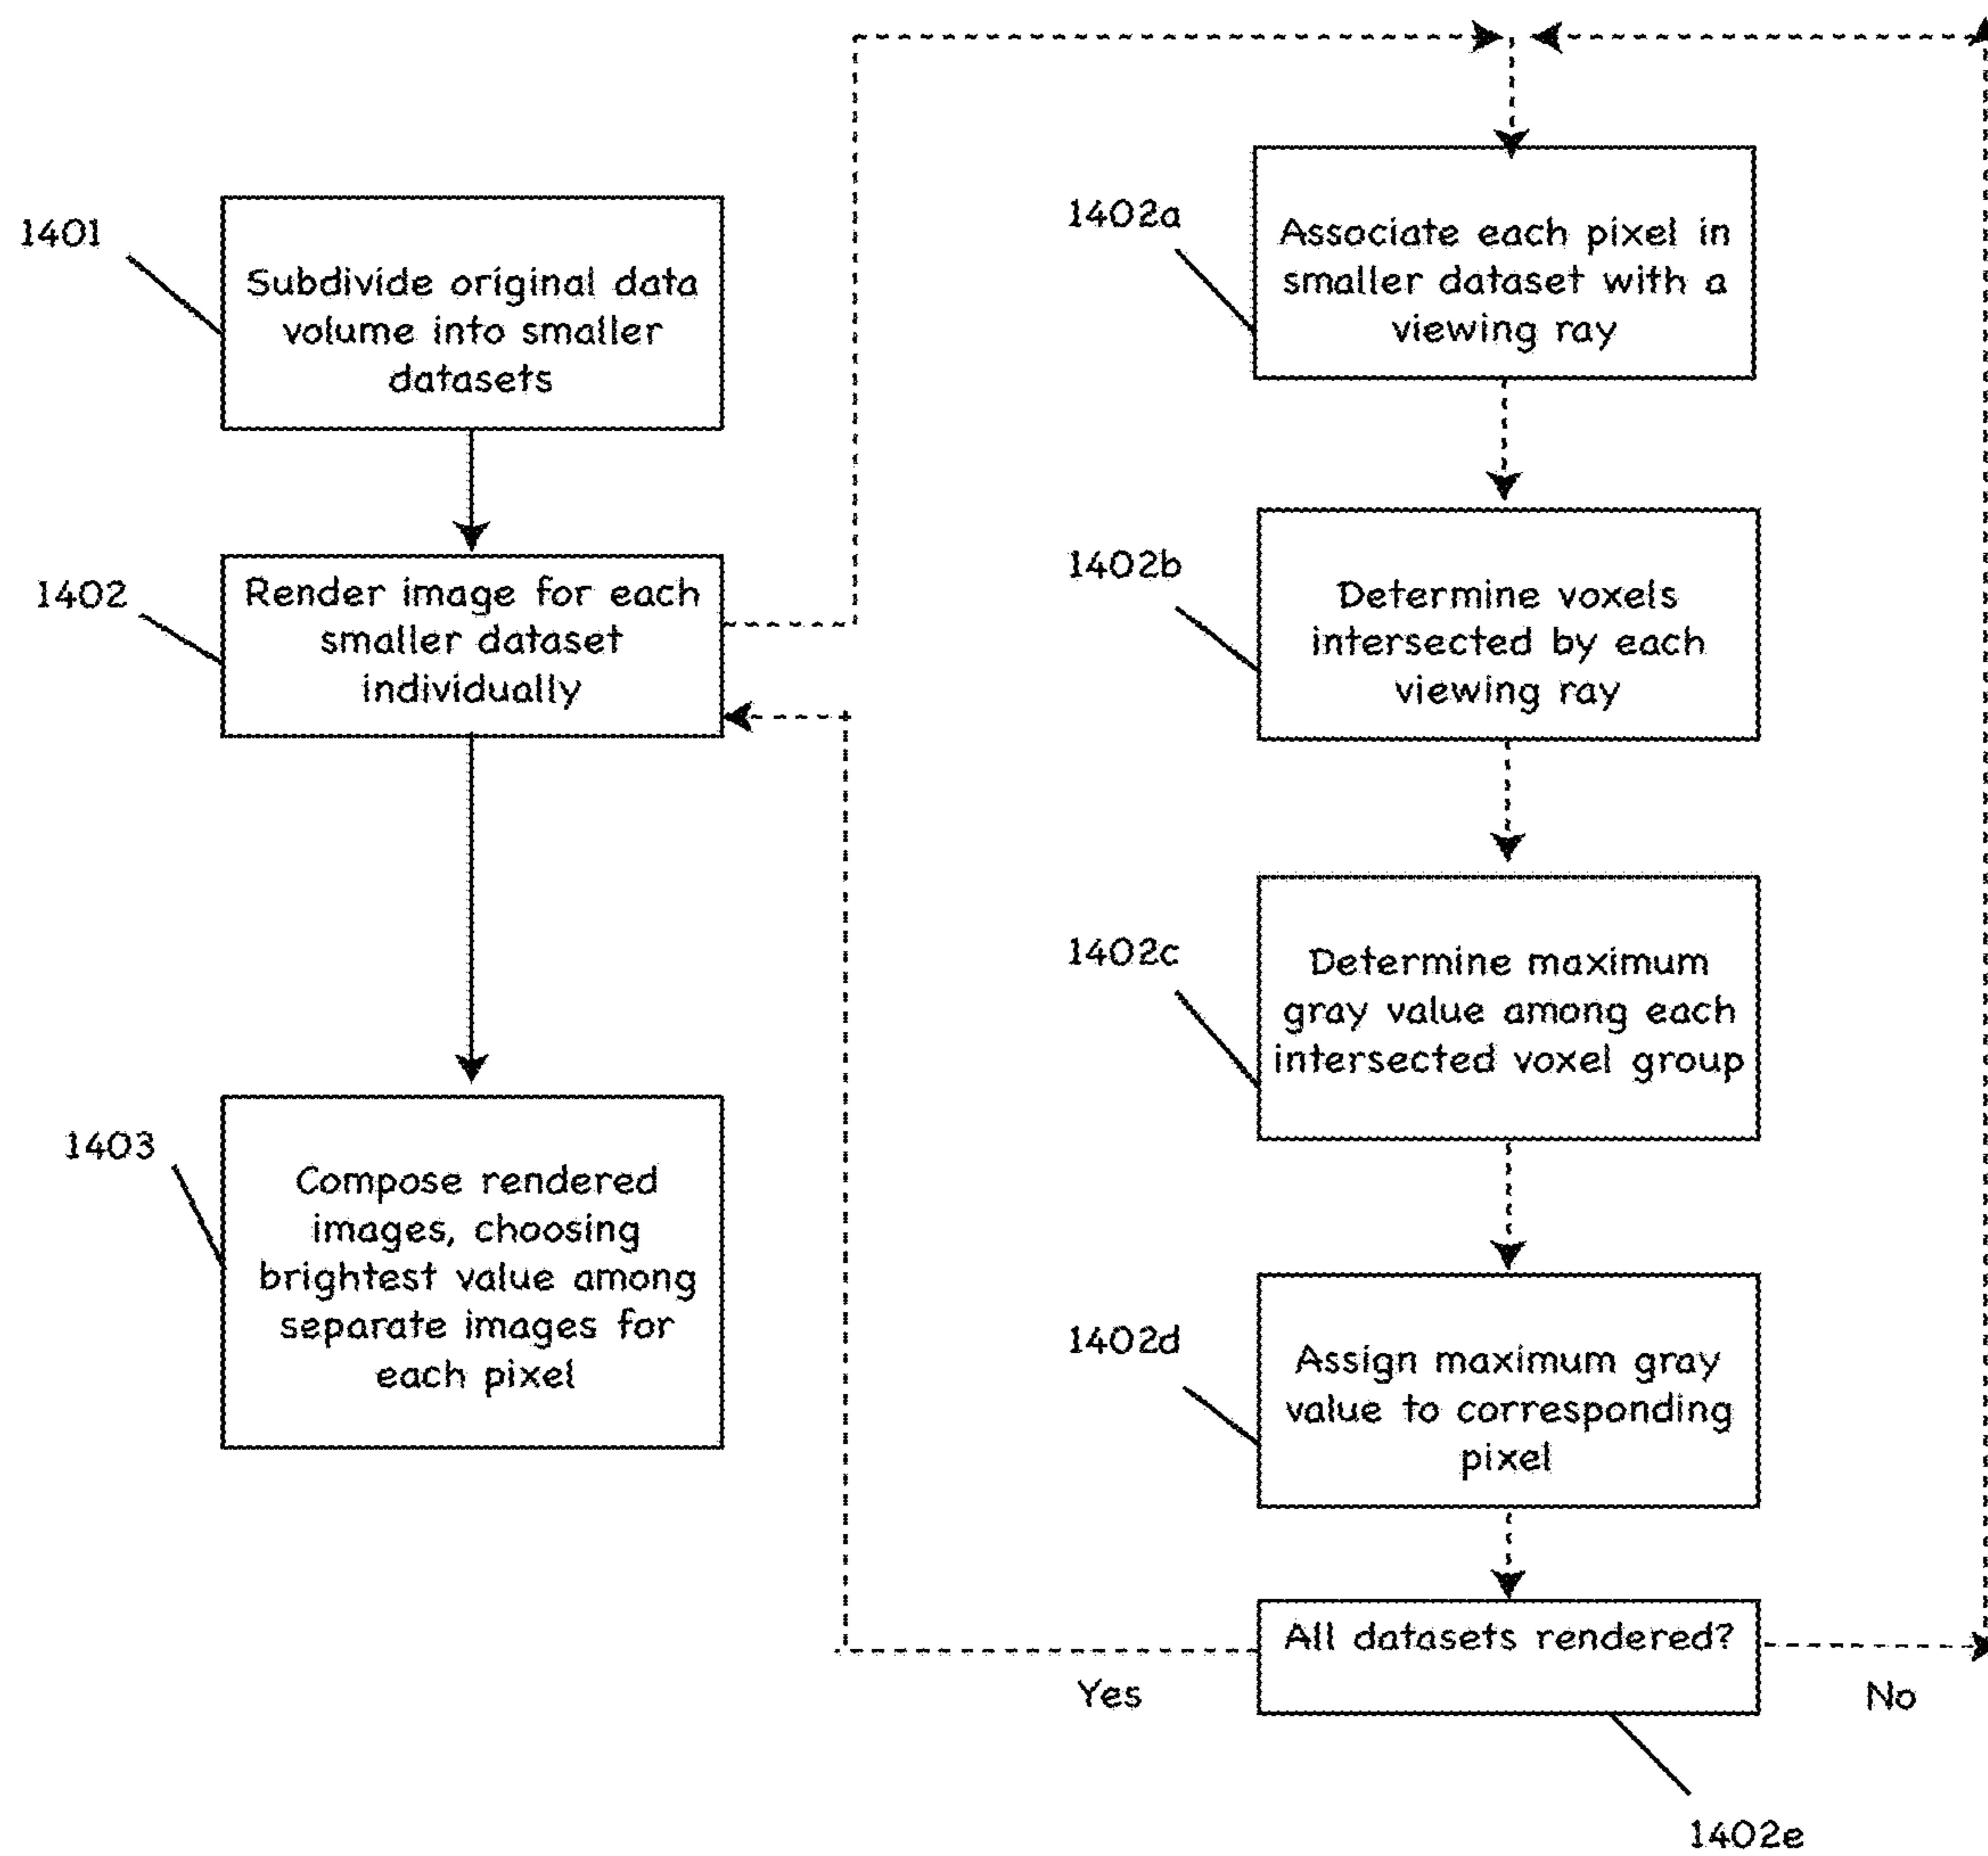 1401
Subdivide original data
volume into smaller
datasets
1402
Render image for each
smaller dataset
individually
1403
Compose rendered
images, choosing
brightest value among
separate images for
each pixel
1402a
Associate each pixel in
smaller dataset with a
viewing ray
1402b
Determine voxels
intersected by each
viewing ray
1402c
Determine maximum
gray value among each
intersected voxel group
1402d
Assign maximum gray
value to corresponding
pixel
All datasets rendered?
Yes
No
1402e